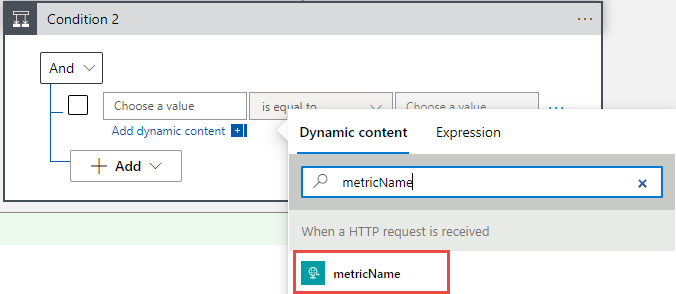 Condition 2
...
And
Choose a value
is equal to
Choose a value
...
Add dynamic content
Add
Dynamic content
Expression
metricName
When a HTTP request is received
metricName